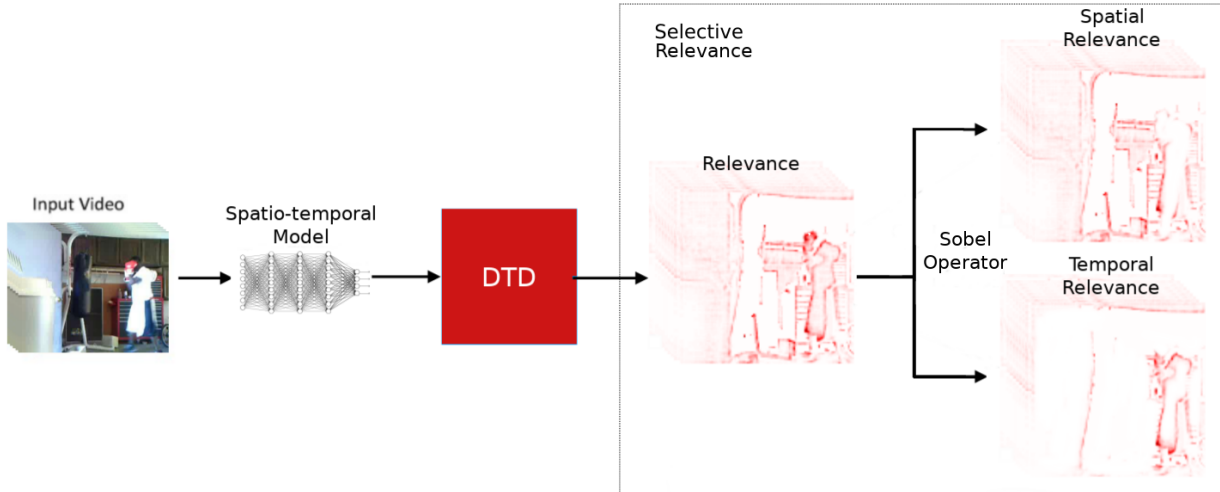 Input Video
Spatio-temporal
Model
DTD
Selective
Relevance
Relevance
Sobel
Operator
Spatial
Relevance
Temporal
Relevance